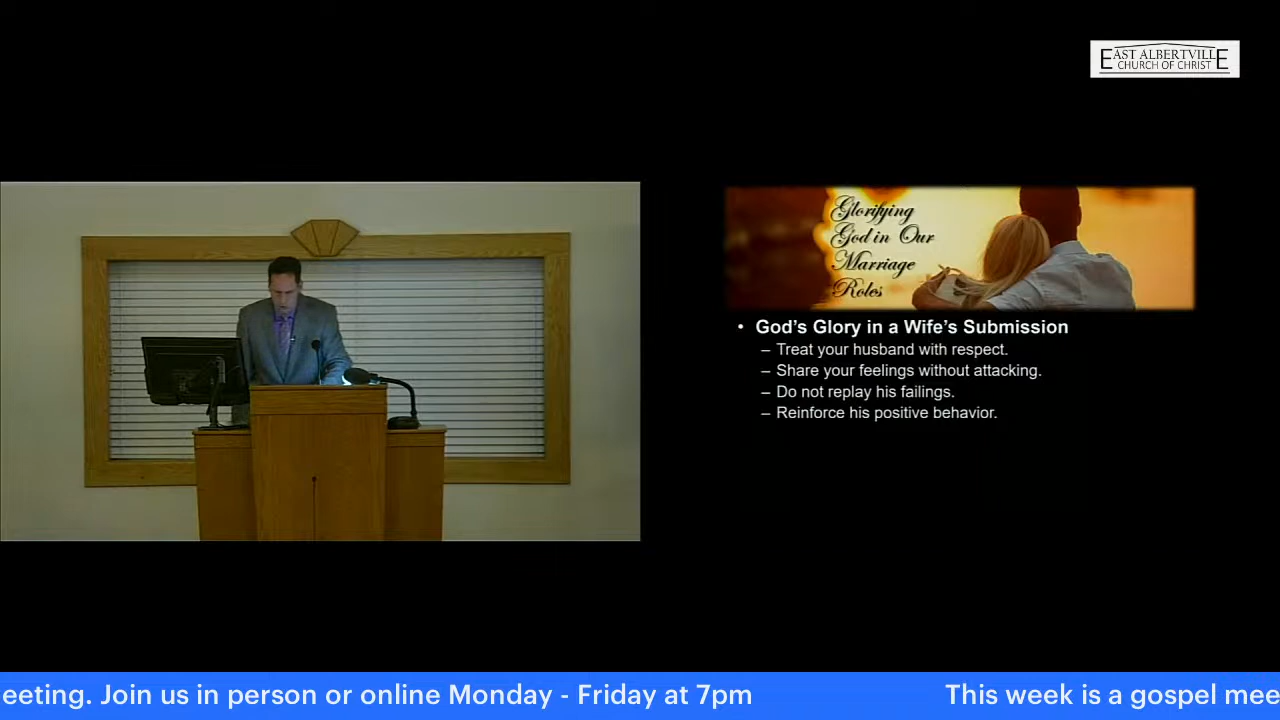 EAST ALBERTVILLE
CHURCH OF CHRIST
Glorifying
God in Our
Marriage
Roles
• God's Glory in a Wife's Submission
– Treat your husband with respect.
– Share your feelings without attacking.
– Do not replay his failings.
– Reinforce his positive behavior.
eeting. Join us in person or online Monday - Friday at 7pm This week is a gospel mee